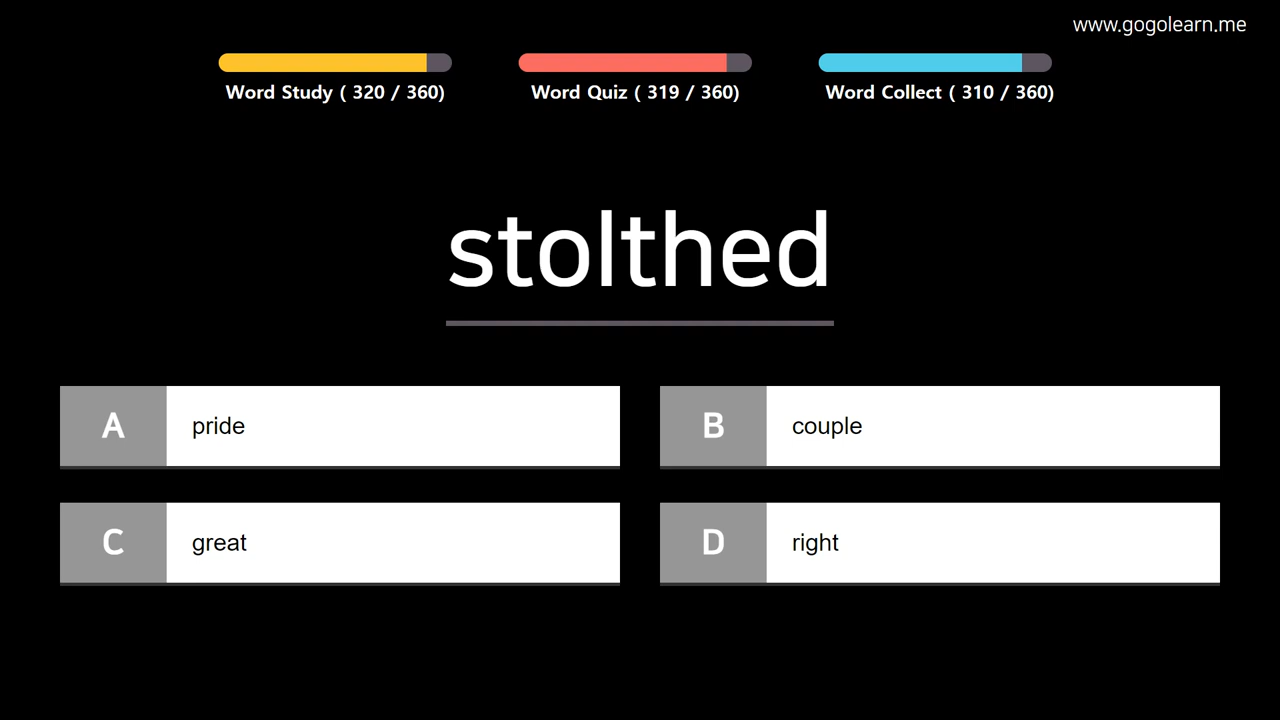 www.gogolearn.me
Word Study ( 320 / 360)
Word Quiz ( 319 / 360)
Word Collect ( 310 / 360)
stolthed
A
pride
B
couple
C
great
D
right